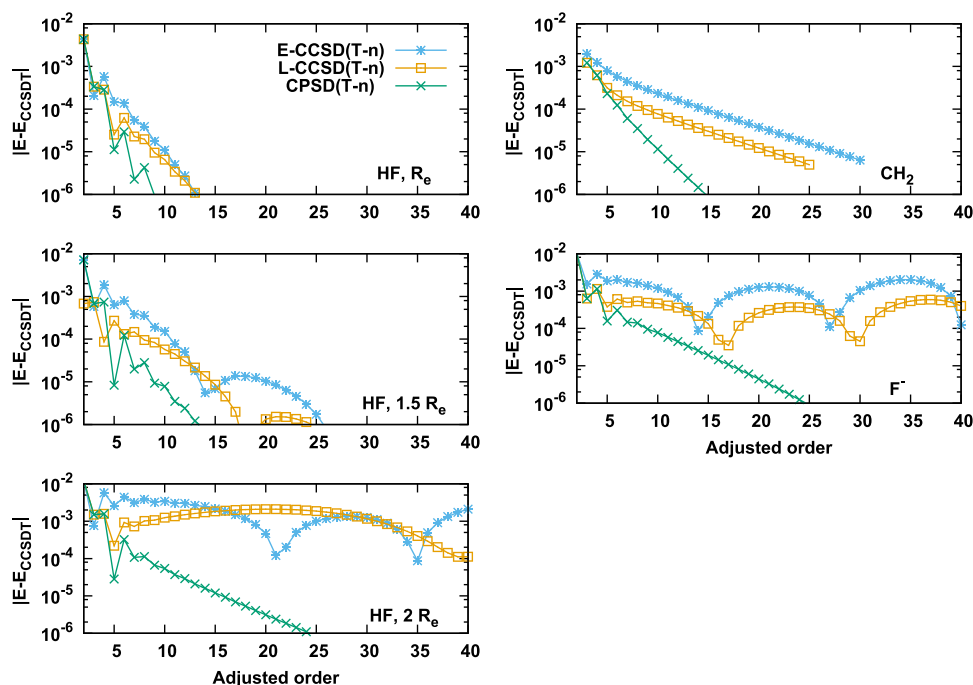 10^-2
10^-3
10^-4
10^-5
10^-6
|E-E_CCSDT|
E-CCSD(T-n)
L-CCSD(T-n)
CPSD(T-n)
HF, R_e
5 10 15 20 25 30 35 40
10^-2
10^-3
10^-4
10^-5
10^-6
|E-E_CCSDT|
CH_2
5 10 15 20 25 30 35 40
10^-2
10^-3
10^-4
10^-5
10^-6
|E-E_CCSDT|
HF, 1.5 R_e
5 10 15 20 25 30 35 40
10^-2
10^-3
10^-4
10^-5
10^-6
|E-E_CCSDT|
F^-
5 10 15 20 25 30 35 40
Adjusted order
10^-2
10^-3
10^-4
10^-5
10^-6
|E-E_CCSDT|
HF, 2 R_e
5 10 15 20 25 30 35 40
Adjusted order